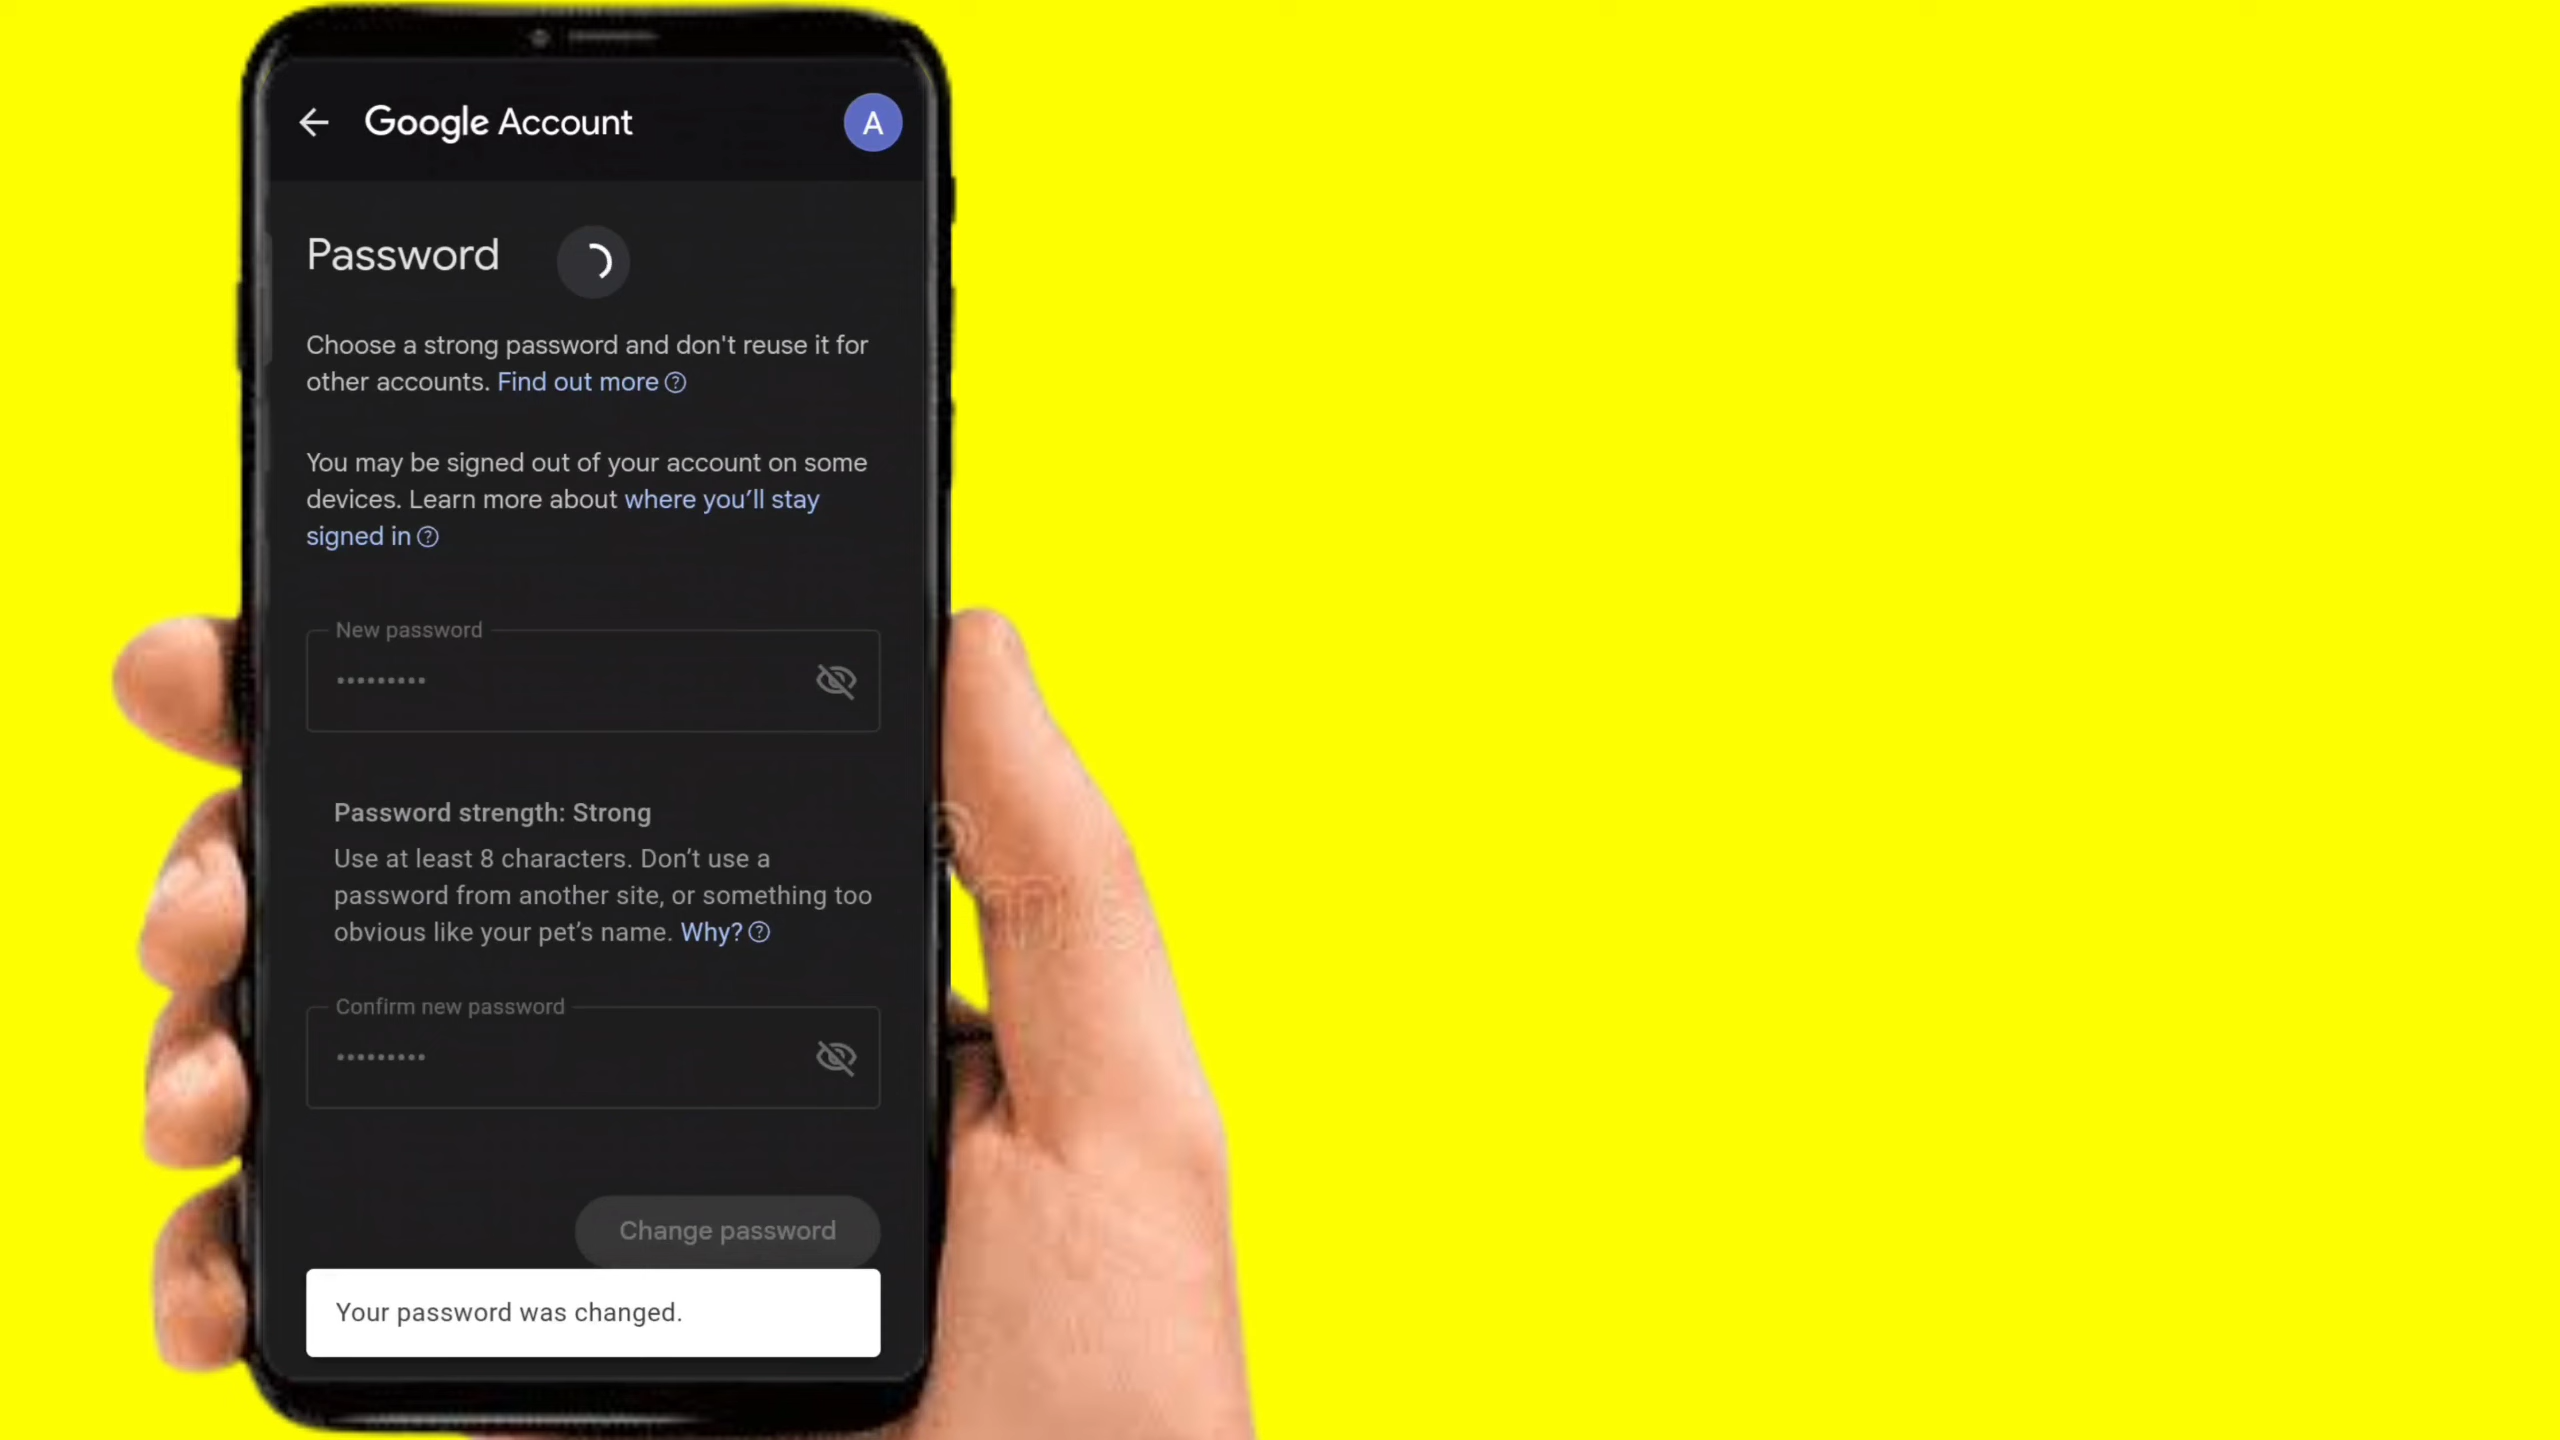 Google Account
A
Password
Choose a strong password and don't reuse it for
other accounts. Find out more
You may be signed out of your account on some
devices. Learn more about where you’ll stay
signed in
New password
•••••••••
Password strength: Strong
Use at least 8 characters. Don’t use a
password from another site, or something too
obvious like your pet’s name. Why?
Confirm new password
•••••••••
Change password
Your password was changed.